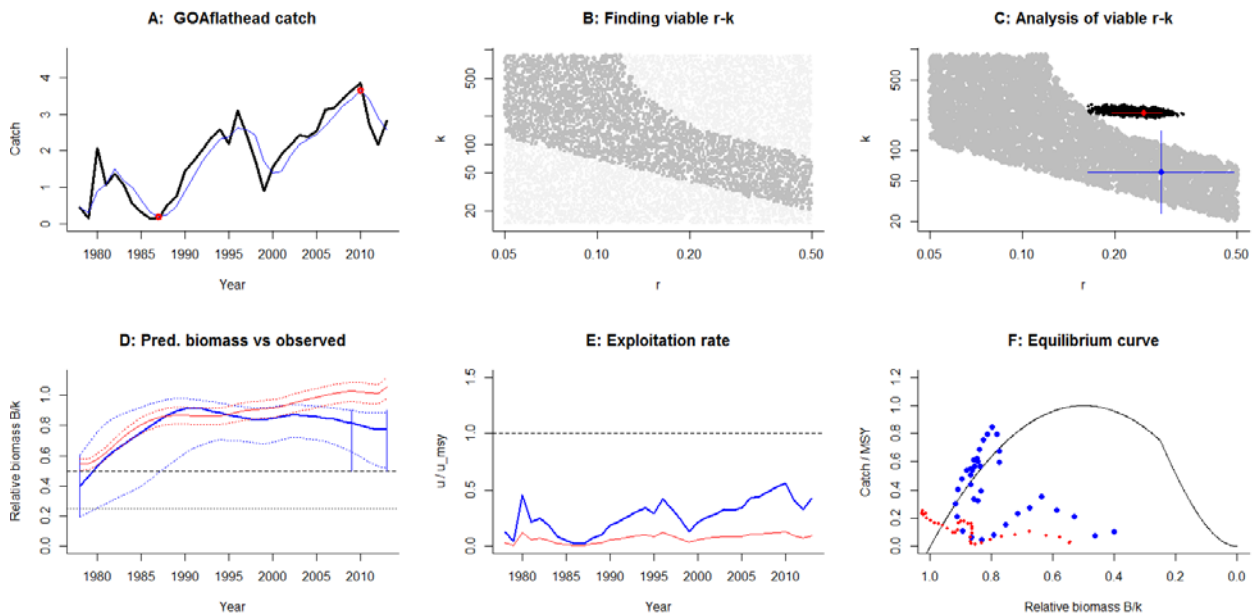 A:  GOAflathead catch
Catch
4
3
2
1
0
1980 1985 1990 1995 2000 2005 2010
Year
B: Finding viable r-k
k
500
200
100
50
20
0.05 0.10 0.20 0.50
r
C: Analysis of viable r-k
k
500
200
100
50
20
0.05 0.10 0.20 0.50
r
D: Pred. biomass vs observed
Relative biomass B/k
1.0
0.8
0.6
0.4
0.2
0.0
1980 1985 1990 1995 2000 2005 2010
Year
E: Exploitation rate
u / u_msy
1.5
1.0
0.5
0.0
1980 1985 1990 1995 2000 2005 2010
Year
F: Equilibrium curve
Catch / MSY
1.2
1.0
0.8
0.6
0.4
0.2
0.0
1.0 0.8 0.6 0.4 0.2 0.0
Relative biomass B/k